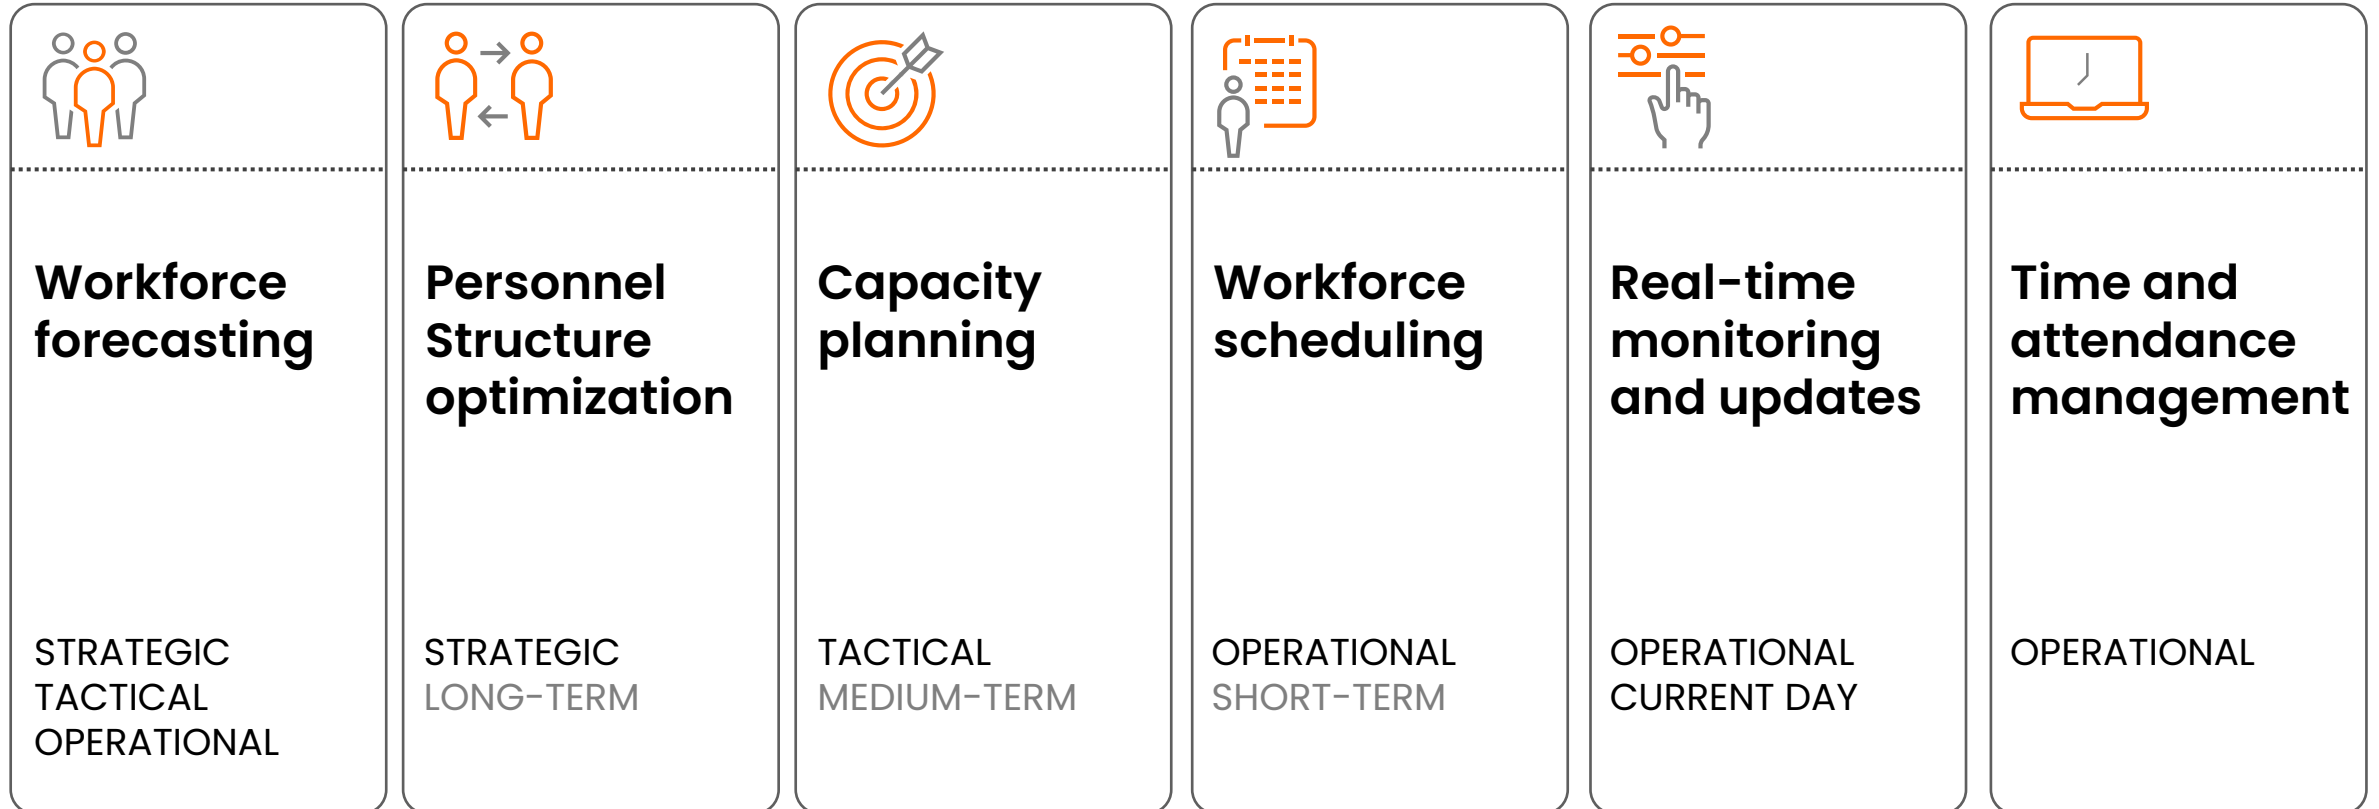 Workforce
forecasting
STRATEGIC
TACTICAL
OPERATIONAL
Personnel
Structure
optimization
STRATEGIC
LONG-TERM
Capacity
planning
TACTICAL
MEDIUM-TERM
Workforce
scheduling
OPERATIONAL
SHORT-TERM
Real-time
monitoring
and updates
OPERATIONAL
CURRENT DAY
Time and
attendance
management
OPERATIONAL